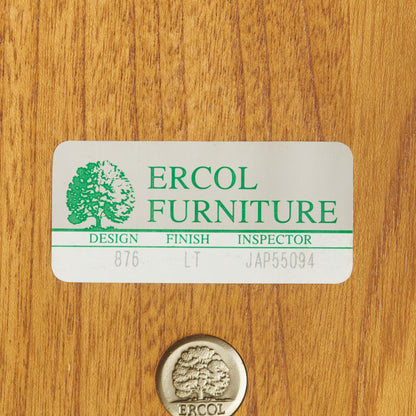 ERCOL
FURNITURE
DESIGN FINISH INSPECTOR
876 LT JAP55094
ERCOL